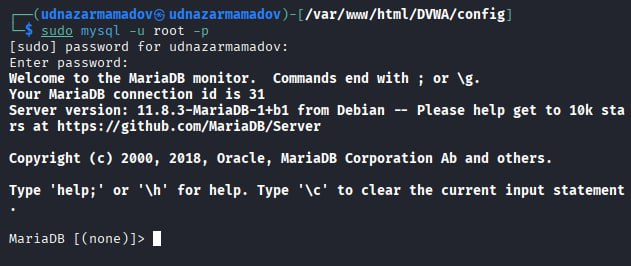 ┌──(udnazarmamadov㉿udnazarmamadov)-[/var/www/html/DVWA/config]
└─$ sudo mysql -u root -p
[sudo] password for udnazarmamadov:
Enter password:
Welcome to the MariaDB monitor.  Commands end with ; or \g.
Your MariaDB connection id is 31
Server version: 11.8.3-MariaDB-1+b1 from Debian -- Please help get to 10k sta
rs at https://github.com/MariaDB/Server
Copyright (c) 2000, 2018, Oracle, MariaDB Corporation Ab and others.
Type 'help;' or '\h' for help. Type '\c' to clear the current input statement
.
MariaDB [(none)]>